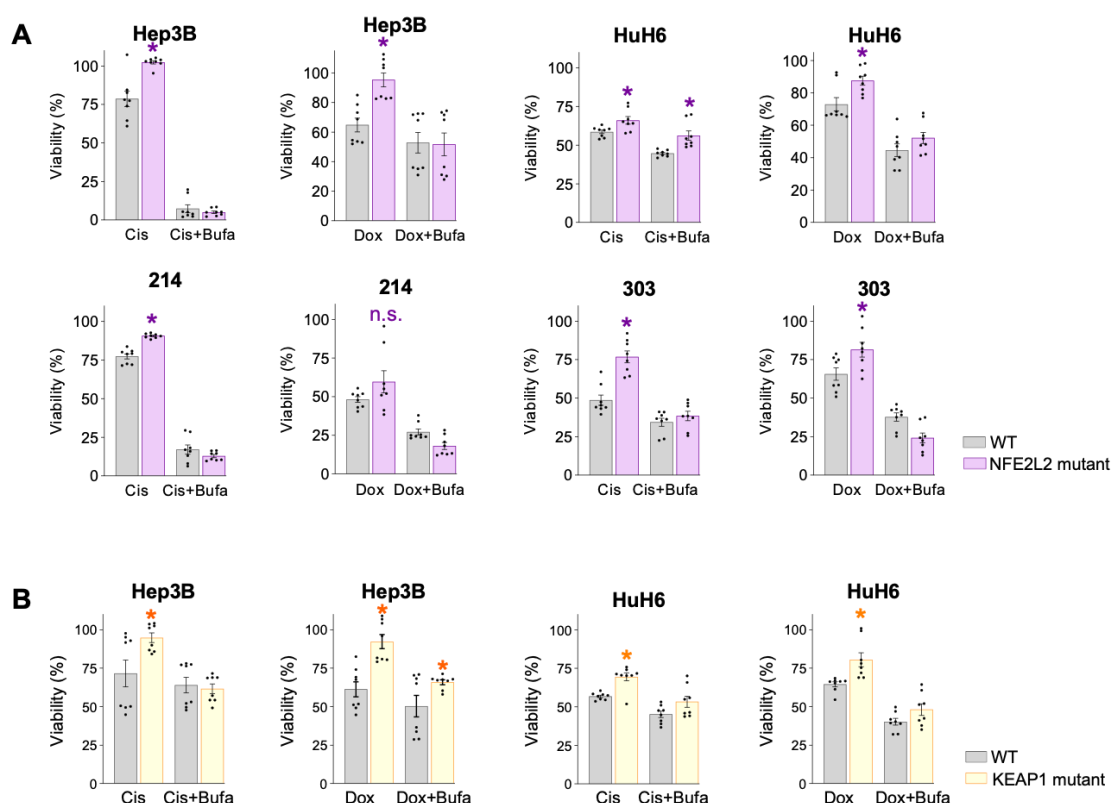 A
Hep3B
Viability (%)
100
75
50
25
0
*
Cis
Cis+Bufa
Hep3B
Viability (%)
100
80
60
40
60
0
*
Dox
Dox+Bufa
HuH6
Viability (%)
100
75
50
25
0
*
*
Cis
Cis+Bufa
HuH6
Viability (%)
100
80
60
40
60
0
*
Dox
Dox+Bufa
214
Viability (%)
100
75
50
25
0
*
Cis
Cis+Bufa
214
Viability (%)
100
75
50
25
0
n.s.
Dox
Dox+Bufa
303
Viability (%)
100
75
50
25
0
*
Cis
Cis+Bufa
303
Viability (%)
100
75
50
25
0
*
Dox
Dox+Bufa
WT
NFE2L2 mutant
B
Hep3B
Viability (%)
100
75
50
25
0
*
Cis
Cis+Bufa
Hep3B
Viability (%)
100
75
50
25
0
*
*
Dox
Dox+Bufa
HuH6
Viability (%)
100
75
50
25
0
*
Cis
Cis+Bufa
HuH6
Viability (%)
100
75
50
25
0
*
Dox
Dox+Bufa
WT
KEAP1 mutant